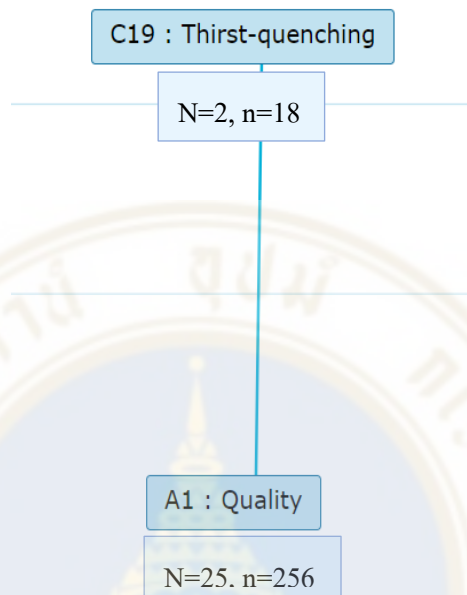 C19 : Thirst-quenching
N=2, n=18
A1 : Quality
N=25, n=256